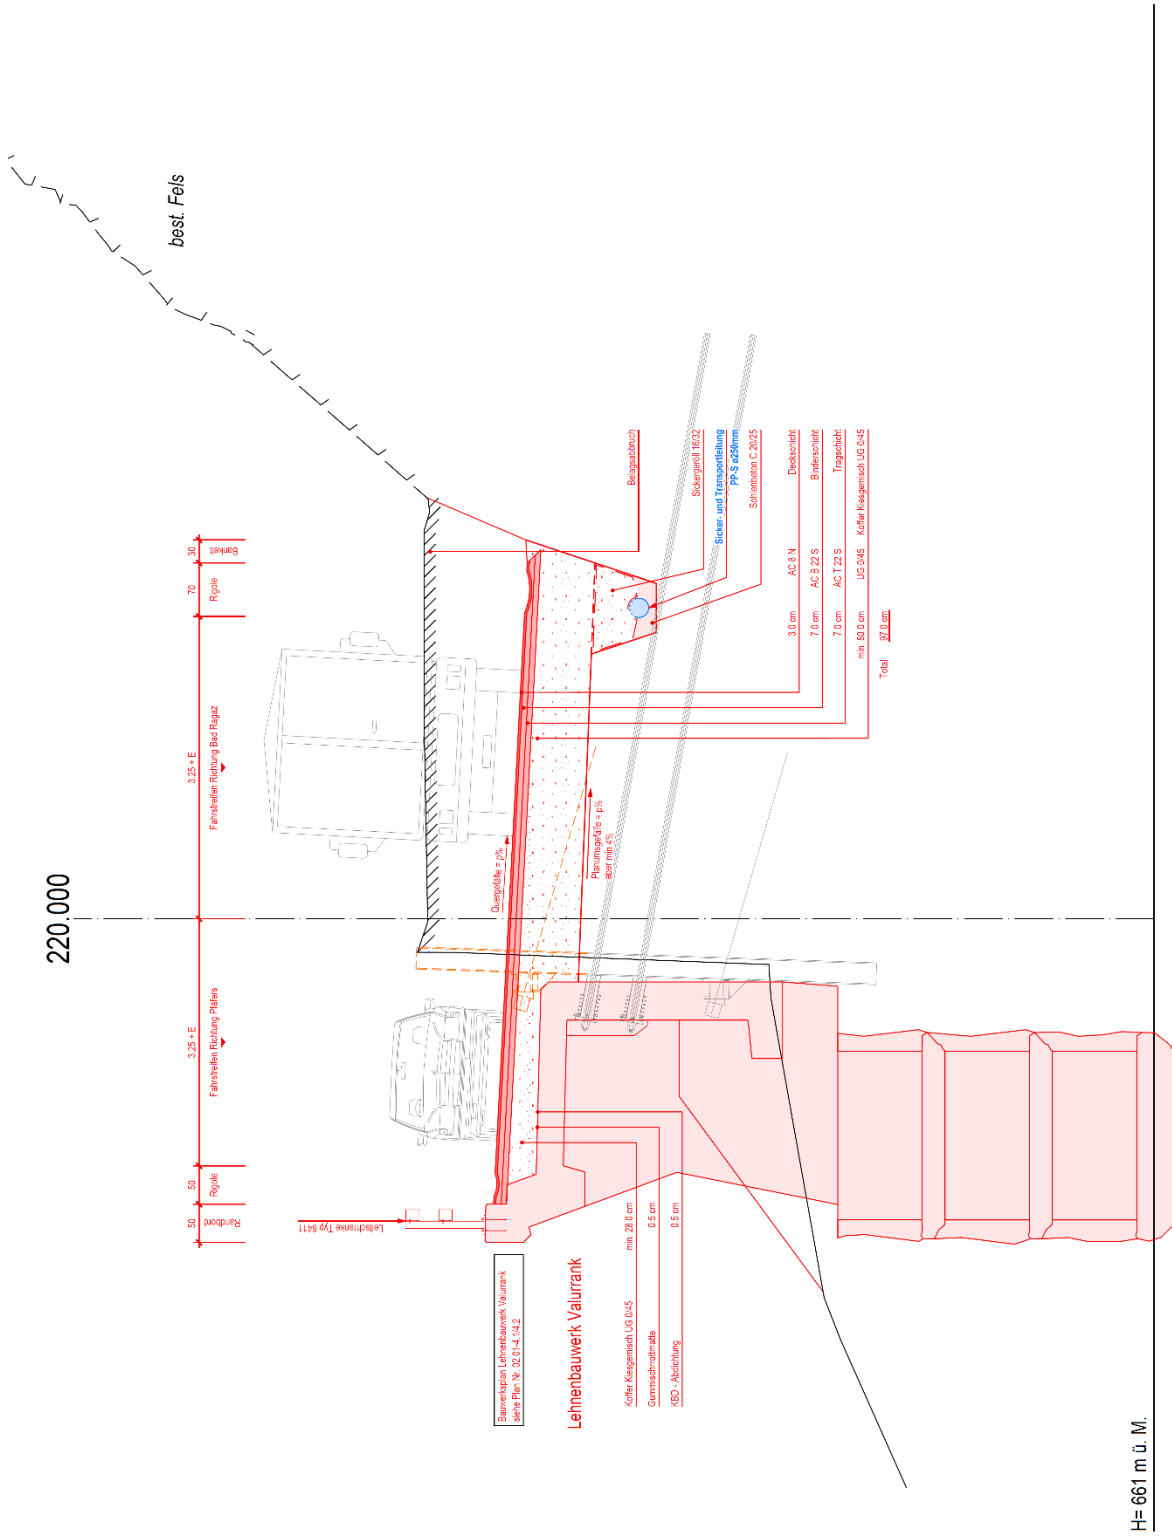 220.000
best. Fels
50
50
3.25 + E
3.25 + E
70
30
Randbord
Rigole
Fahrstreifen Richtung Pfäfers
Fahrstreifen Richtung Bad Ragaz
Rigole
Bankett
Leitschranke Typ 5411
Quergefälle = p%
Planumsgefälle = p%
aber min 4%
Belagsabbruch
Sickergeröll 16/32
Sicker- und Transportleitung
PP-S ø250mm
Sohlenbeton C 20/25
3.0 cm AC 8 N Deckschicht
7.0 cm AC B 22 S Binderschicht
7.0 cm AC T 22 S Tragschicht
min. 80.0 cm UG 0/45 Koffer Kiesgemisch UG 0/45
Total 97.0 cm
Bauwerksplan Lehnenbauwerk Valurrank
siehe Plan Nr. 02.01-4.1/4.2
Lehnenbauwerk Valurrank
Koffer Kiesgemisch UG 0/45 min. 28.0 cm
Gummischrottmatte 0.5 cm
KBD - Abdichtung 0.5 cm
H= 661 m ü. M.